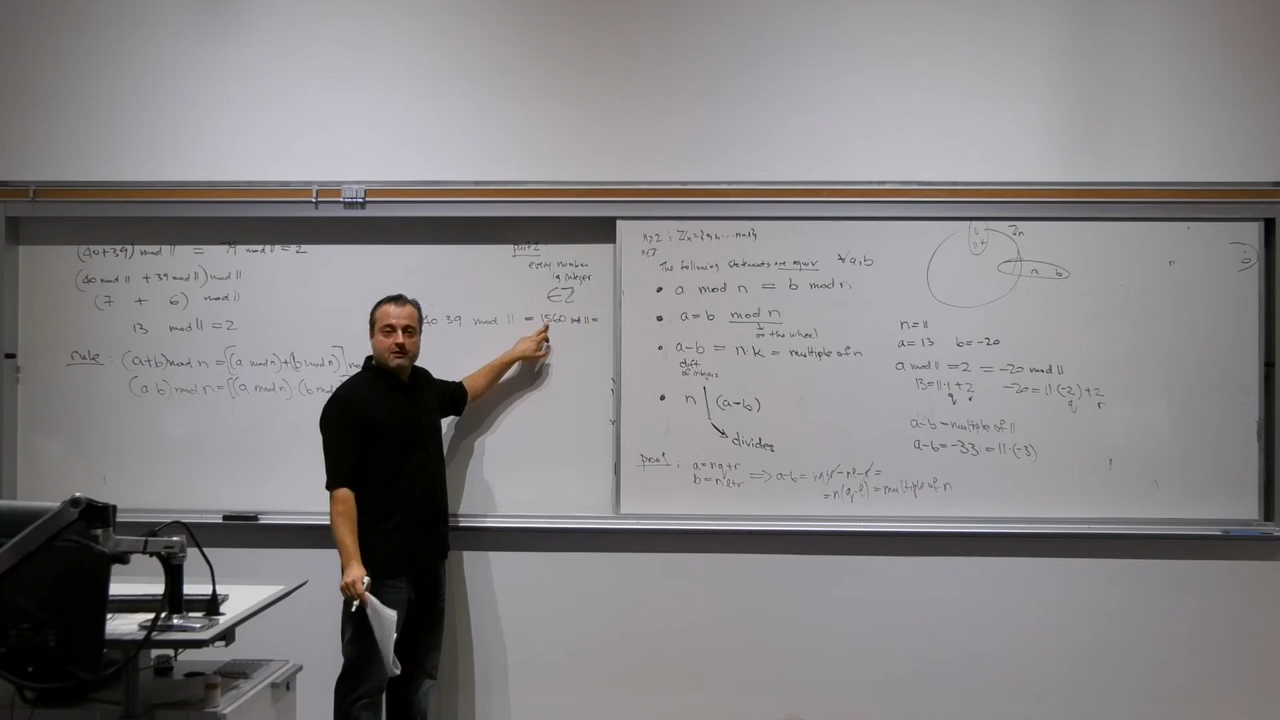 (40+39) mod 11 = 79 mod 11 = 2
(40 mod 11 + 39 mod 11) mod 11
(7 + 6) mod 11
13 mod 11 = 2
rule: (a+b) mod n = [(a mod n)+(b mod n)] mo
(a b) mod n = [(a mod n)·(b mod
part 2:
every number
is integer
∈Z
40·39 mod 11 = 1560 mod 11 =
The following statements are equiv ∀a,b
• a mod n = b mod n
• a = b mod n
on the wheel
• a-b = n·k = multiple of n
diff
of integers
• n | (a-b)
divides
proof: a=nq+r
b=nl+r ⟹ a-b =
= n(q-l) = multiple of n
Zn
a b
n=11
a=13 b=-20
a mod 11 = 2 = -20 mod 11
13=11·1+2 -20=11·(-2)+2
q r q r
a-b=multiple of 11
a-b=-33=11·(-3)